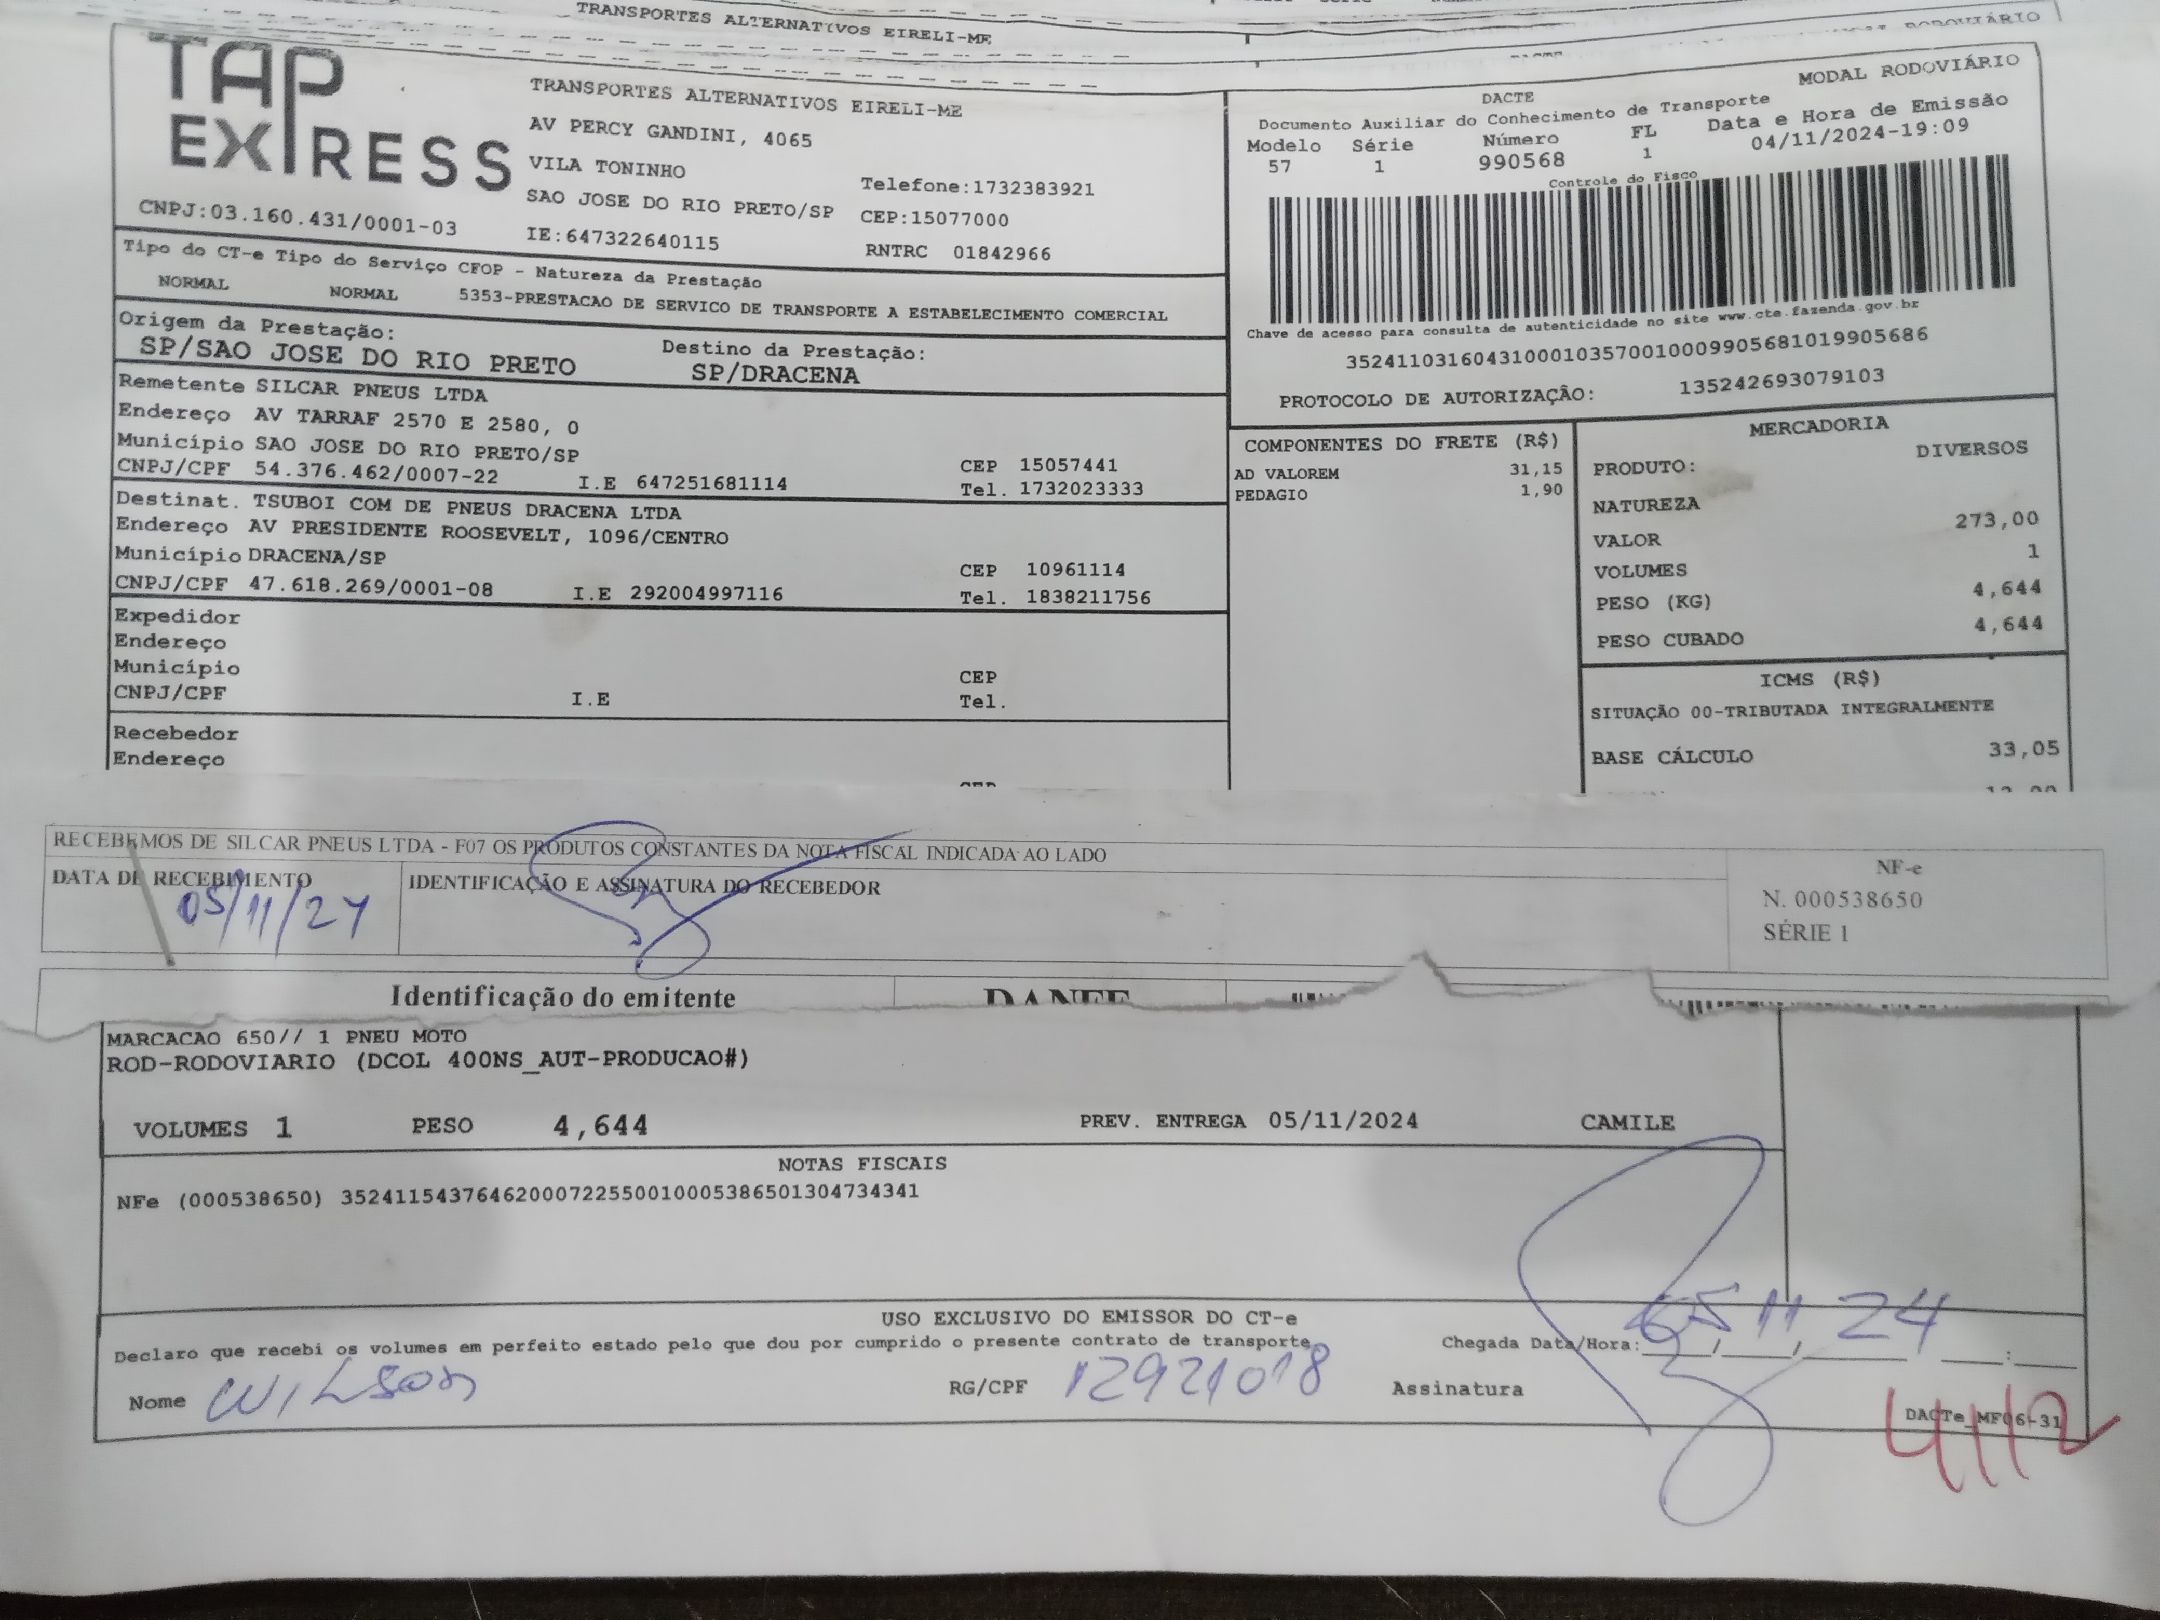 TRANSPORTES ALTERNATIVOS EIRELI-ME
RODOVIÁRIO
TAP EXPRESS
CNPJ:03.160.431/0001-03
TRANSPORTES ALTERNATIVOS EIRELI-ME
AV PERCY GANDINI, 4065
VILA TONINHO
SAO JOSE DO RIO PRETO/SP
IE:647322640115
Telefone:1732383921
CEP:15077000
RNTRC 01842966
DACTE
MODAL RODOVIÁRIO
Documento Auxiliar do Conhecimento de Transporte
Modelo Série Número FL Data e Hora de Emissão
57 1 990568 1 04/11/2024-19:09
Controle do Fisco
Chave de acesso para consulta de autenticidade no site www.cte.fazenda.gov.br
35241103160431000103570010009905681019905686
PROTOCOLO DE AUTORIZAÇÃO: 135242693079103
Tipo do CT-e Tipo do Serviço CFOP - Natureza da Prestação
NORMAL NORMAL 5353-PRESTACAO DE SERVICO DE TRANSPORTE A ESTABELECIMENTO COMERCIAL
Origem da Prestação: Destino da Prestação:
SP/SAO JOSE DO RIO PRETO SP/DRACENA
Remetente SILCAR PNEUS LTDA
Endereço AV TARRAF 2570 E 2580, 0
Município SAO JOSE DO RIO PRETO/SP CEP 15057441
CNPJ/CPF 54.376.462/0007-22 I.E 647251681114 Tel. 1732023333
Destinat. TSUBOI COM DE PNEUS DRACENA LTDA
Endereço AV PRESIDENTE ROOSEVELT, 1096/CENTRO
Município DRACENA/SP CEP 10961114
CNPJ/CPF 47.618.269/0001-08 I.E 292004997116 Tel. 1838211756
Expedidor
Endereço
Município CEP
CNPJ/CPF I.E Tel.
Recebedor
Endereço
COMPONENTES DO FRETE (R$)
AD VALOREM 31,15
PEDAGIO 1,90
MERCADORIA
PRODUTO: DIVERSOS
NATUREZA
VALOR 273,00
VOLUMES 1
PESO (KG) 4,644
PESO CUBADO 4,644
ICMS (R$)
SITUAÇÃO 00-TRIBUTADA INTEGRALMENTE
BASE CÁLCULO 33,05
RECEBEMOS DE SILCAR PNEUS LTDA - F07 OS PRODUTOS CONSTANTES DA NOTA FISCAL INDICADA AO LADO
DATA DE RECEBIMENTO IDENTIFICAÇÃO E ASSINATURA DO RECEBEDOR
05/11/24
NF-e
N. 000538650
SÉRIE 1
Identificação do emitente DANFE
MARCACAO 650// 1 PNEU MOTO
ROD-RODOVIARIO (DCOL 400NS_AUT-PRODUCAO#)
VOLUMES 1 PESO 4,644 PREV. ENTREGA 05/11/2024 CAMILE
NOTAS FISCAIS
NFe (000538650) 35241154376462000722550010005386501304734341
USO EXCLUSIVO DO EMISSOR DO CT-e
Declaro que recebi os volumes em perfeito estado pelo que dou por cumprido o presente contrato de transporte. Chegada Data/Hora: 05/11/24
Nome Wilson RG/CPF 12921018 Assinatura
DACTe_MF06-31